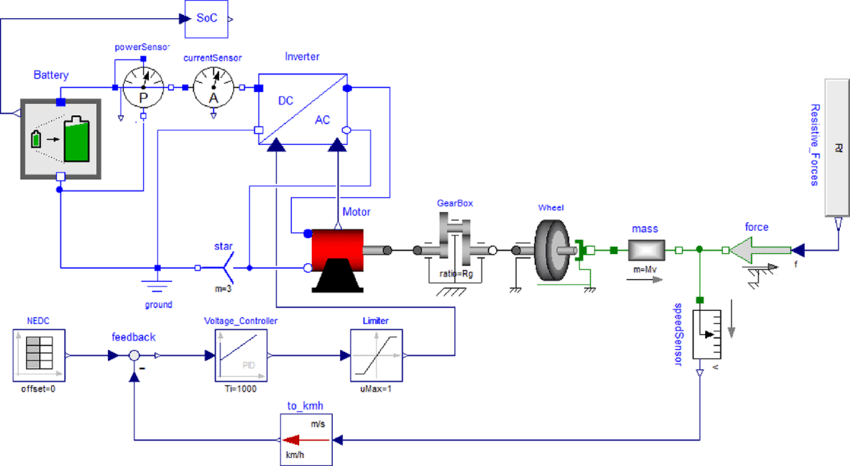 SoC
powerSensor
currentSensor
Inverter
Battery
P
A
DC
AC
Resistive_Forces
Rf
Motor
GearBox
Wheel
mass
force
star
ratio=Rg
m=Mv
f
m=3
ground
speedSensor
NEDC
feedback
Voltage_Controller
Limiter
PID
v
offset=0
Ti=1000
uMax=1
to_kmh
m/s
km/h